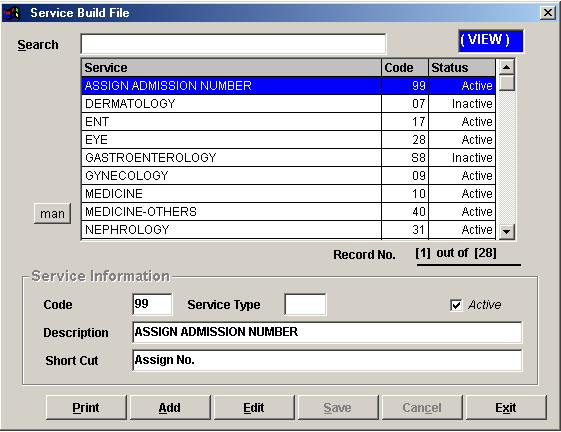 Service Build File
Search (VIEW)
Service Code Status
ASSIGN ADMISSION NUMBER 99 Active
DERMATOLOGY 07 Inactive
ENT 17 Active
EYE 28 Active
GASTROENTEROLOGY S8 Inactive
GYNECOLOGY 09 Active
MEDICINE 10 Active
man MEDICINE-OTHERS 40 Active
NEPHROLOGY 31 Active
Record No. [1] out of [28]
Service Information
Code 99 Service Type Active
Description ASSIGN ADMISSION NUMBER
Short Cut Assign No.
Print Add Edit Save Cancel Exit